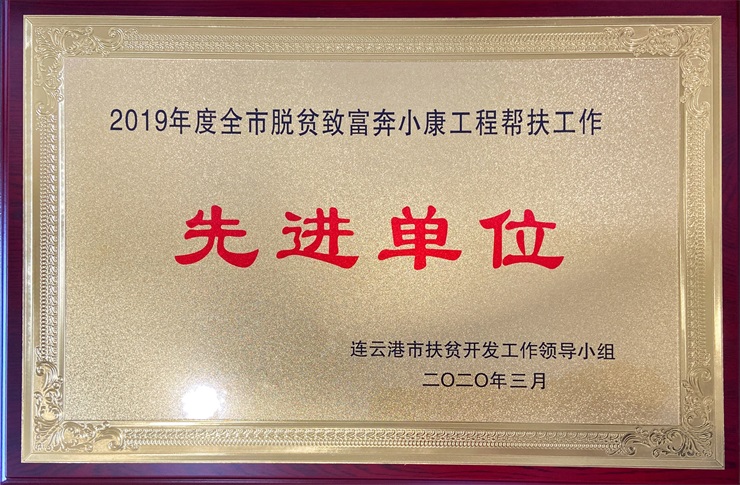 2019年度全市脱贫致富奔小康工程帮扶工作
先进单位
连云港市扶贫开发工作领导小组
二〇二〇年三月